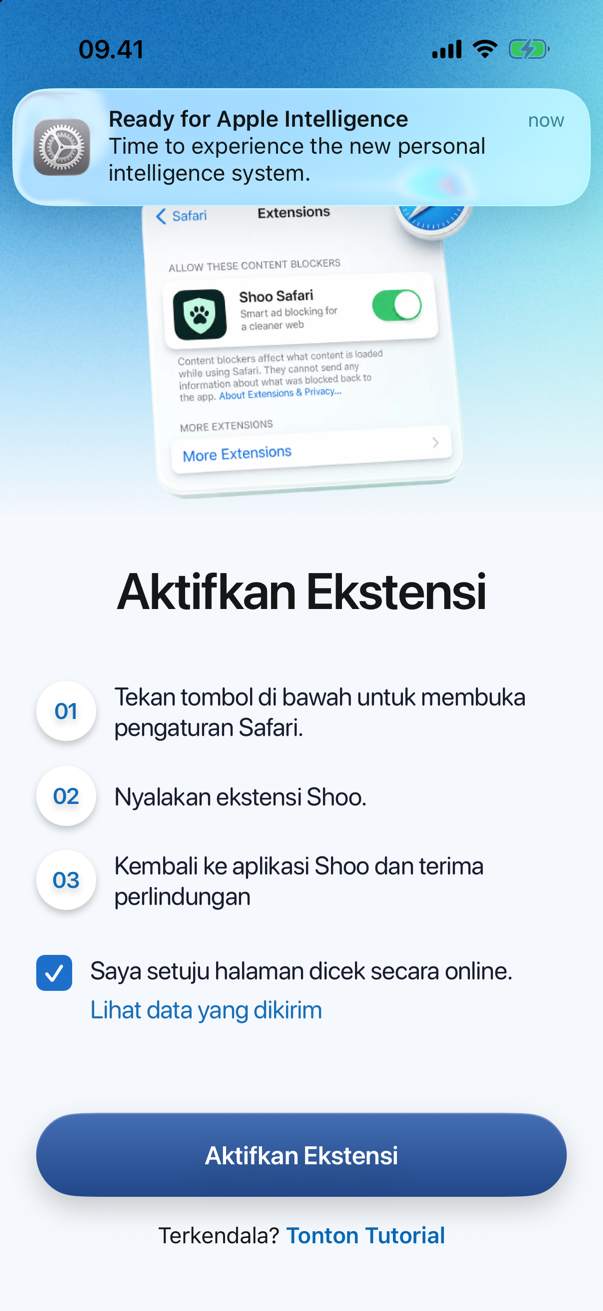 09.41
Ready for Apple Intelligence
now
Time to experience the new personal
intelligence system.
Safari
Extensions
ALLOW THESE CONTENT BLOCKERS
Shoo Safari
Smart ad blocking for
a cleaner web
Content blockers affect what content is loaded
while using Safari. They cannot send any
information about what was blocked back to
the app. About Extensions & Privacy...
MORE EXTENSIONS
More Extensions
Aktifkan Ekstensi
01
Tekan tombol di bawah untuk membuka
pengaturan Safari.
02
Nyalakan ekstensi Shoo.
03
Kembali ke aplikasi Shoo dan terima
perlindungan
Saya setuju halaman dicek secara online.
Lihat data yang dikirim
Aktifkan Ekstensi
Terkendala? Tonton Tutorial